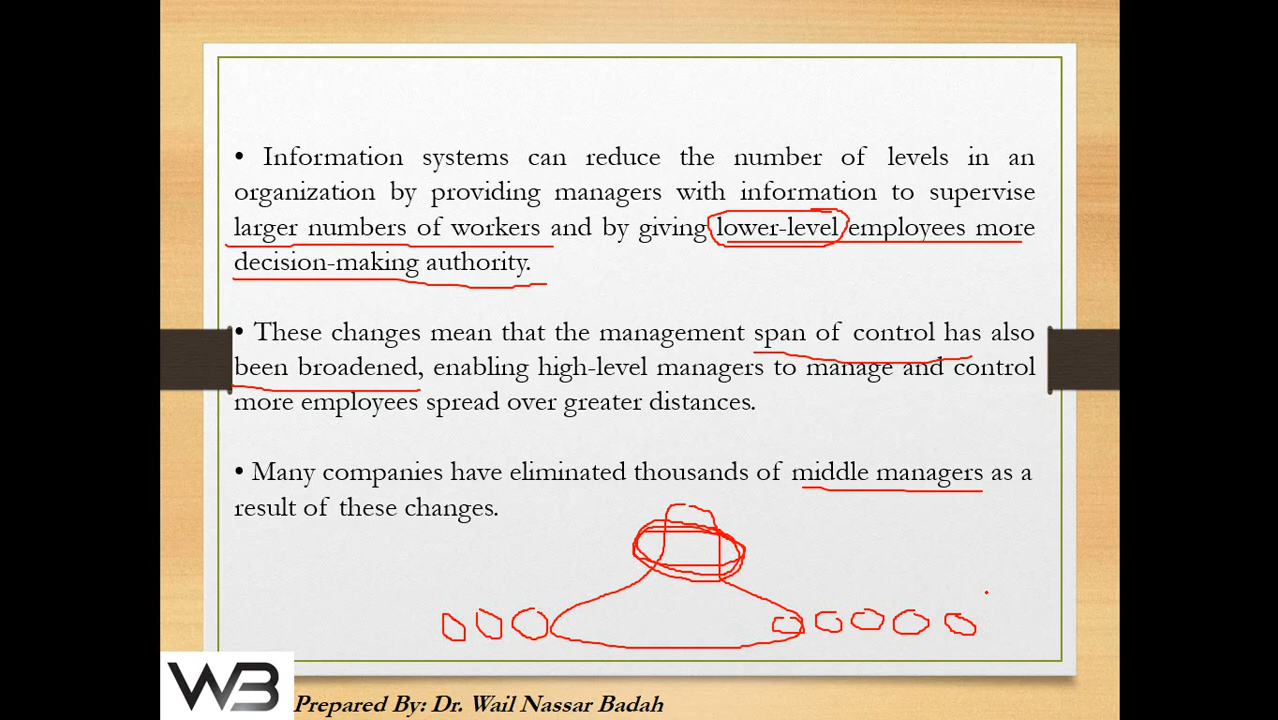 • Information systems can reduce the number of levels in an
organization by providing managers with information to supervise
larger numbers of workers and by giving lower-level employees more
decision-making authority.
• These changes mean that the management span of control has also
been broadened, enabling high-level managers to manage and control
more employees spread over greater distances.
• Many companies have eliminated thousands of middle managers as a
result of these changes.
WB
Prepared By: Dr. Wail Nassar Badah